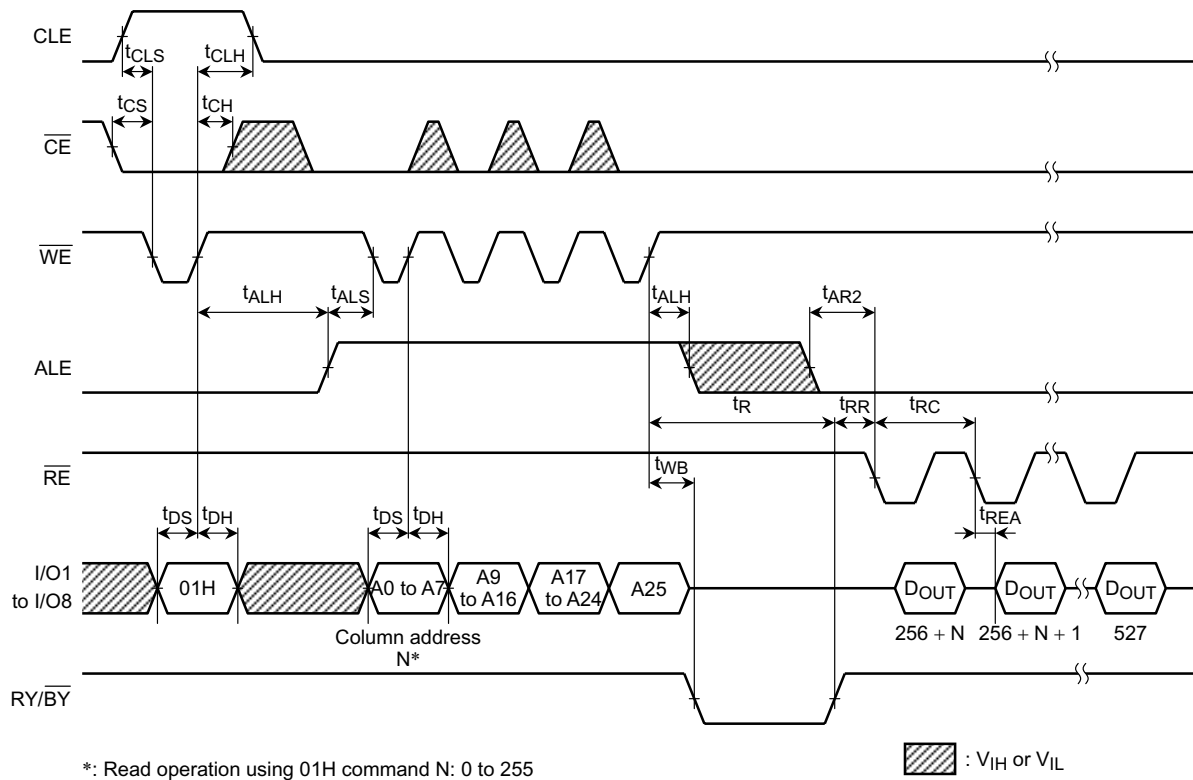 CLE
tCLS
tCLH
tCS
tCH
CE
WE
tALH
tALS
tALH
tAR2
ALE
tR
tRR
tRC
RE
tWB
tDS
tDH
tDS
tDH
tREA
I/O1
to I/O8
01H
A0 to A7
A9
to A16
A17
to A24
A25
DOUT
DOUT
DOUT
256 + N
256 + N + 1
527
Column address
N*
RY/BY
*: Read operation using 01H command N: 0 to 255
: VIH or VIL